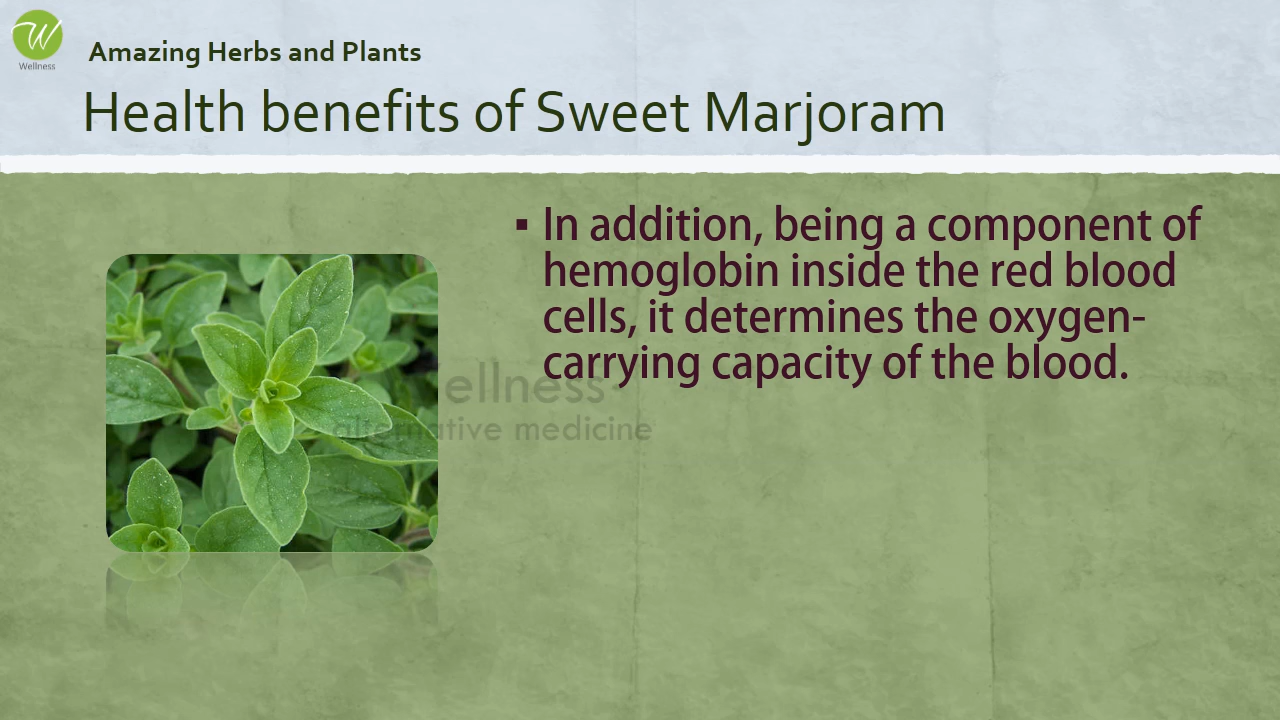 W
Wellness
Amazing Herbs and Plants
Health benefits of Sweet Marjoram
▪ In addition, being a component of
hemoglobin inside the red blood
cells, it determines the oxygen-
carrying capacity of the blood.
ellness
alternative medicine